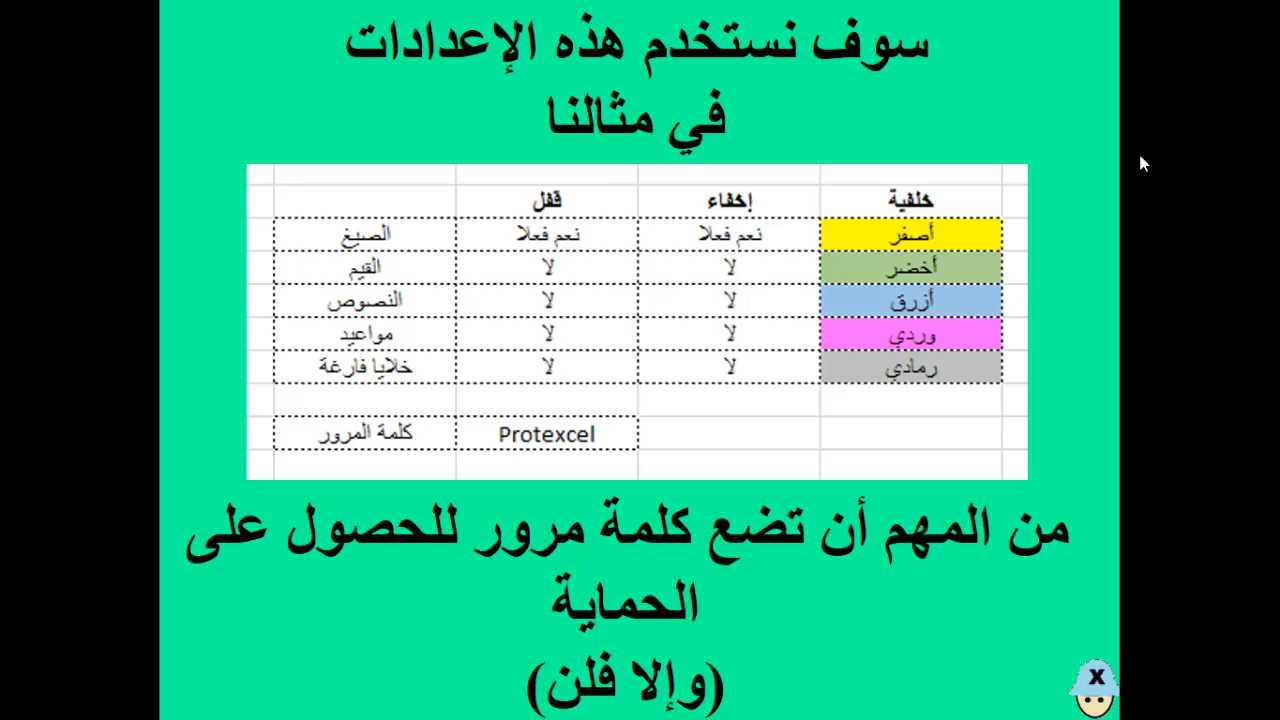 سوف نستخدم هذه الإعدادات
في مثالنا
قفل إخفاء خلفية
الصيغ نعم فعلا نعم فعلا أصفر
القيم لا لا أخضر
النصوص لا لا أزرق
مواعيد لا لا وردي
خلايا فارغة لا لا رمادي
كلمة المرور Protexcel
من المهم أن تضع كلمة مرور للحصول على
الحماية
(وإلا فلن)
X